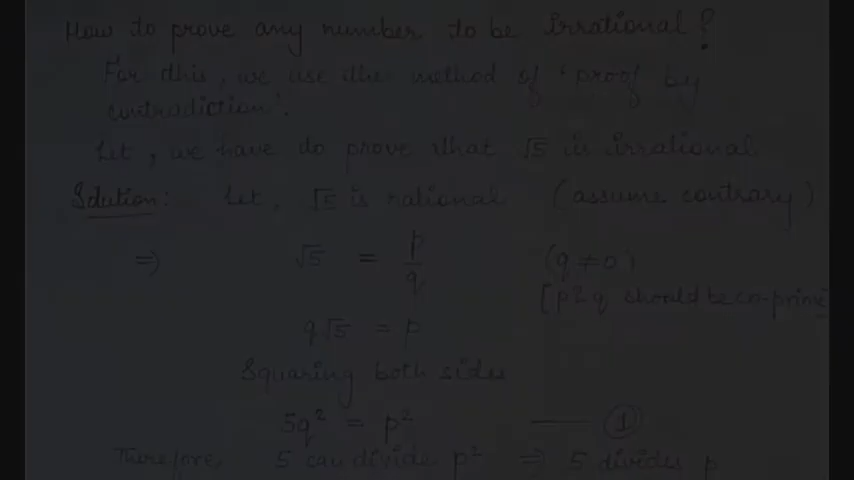 How to prove any number to be irrational?
For this, we use the method of 'proof by
contradiction'.
Let, we have to prove that √5 is irrational
Solution: Let, √5 is rational (assume contrary)
⇒ √5 = p/q (q ≠ 0)
[p & q should be co-prime]
q√5 = p
Squaring both sides
5q² = p² —— ①
Therefore, 5 can divide p² ⇒ 5 divides p